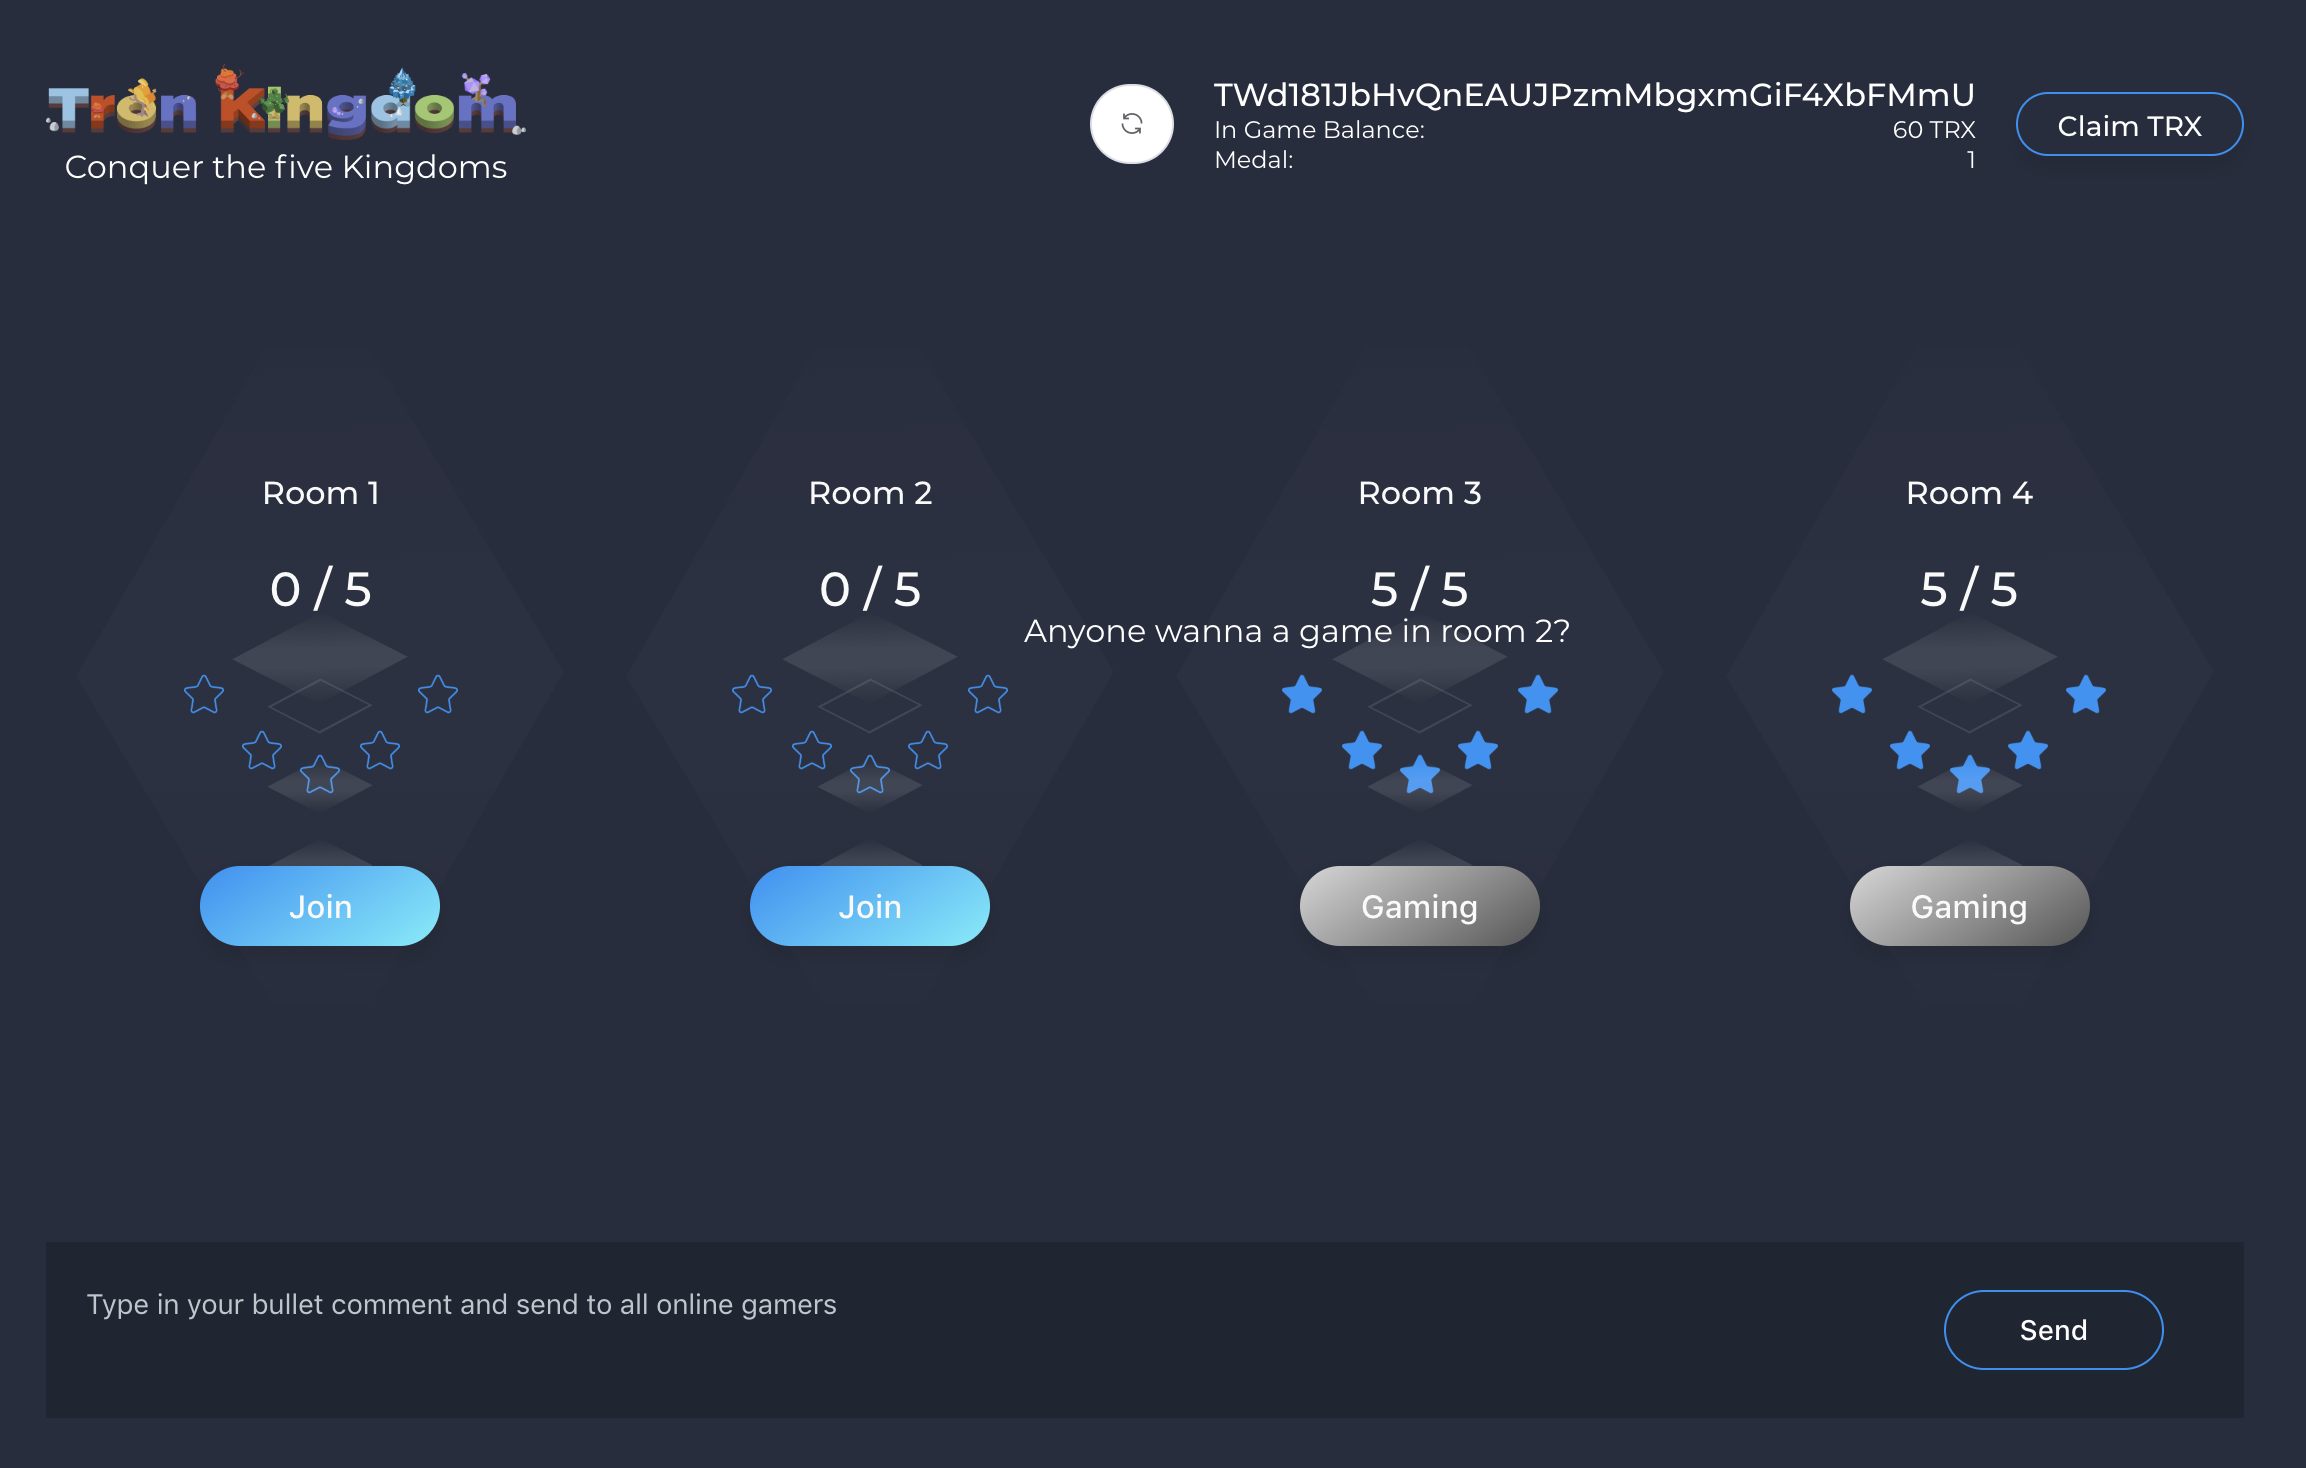 Tron Kingdom
Conquer the five Kingdoms
TWd181JbHvQnEAUJPzmMbgxmGiF4XbFMmU
In Game Balance: 60 TRX
Medal: 1
Claim TRX
Room 1
Room 2
Room 3
Room 4
0 / 5
0 / 5
5 / 5
5 / 5
Anyone wanna a game in room 2?
Join
Join
Gaming
Gaming
Type in your bullet comment and send to all online gamers
Send